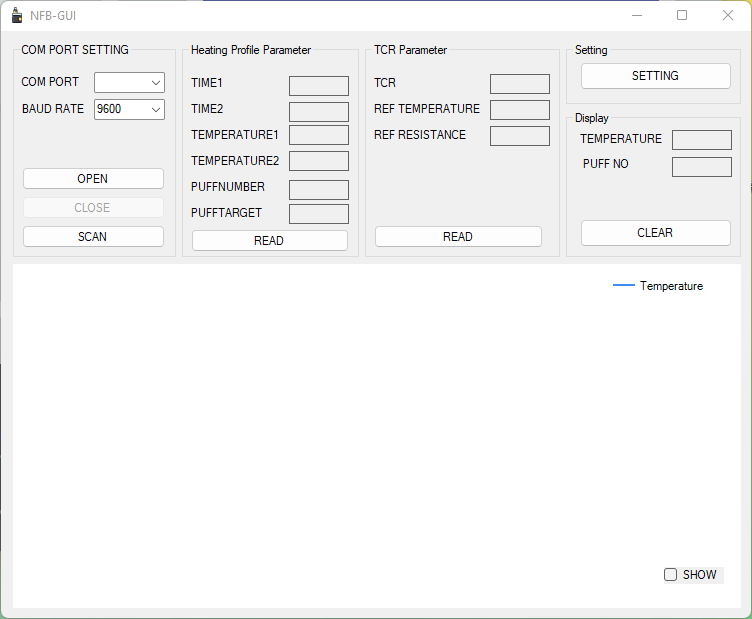 NFB-GUI
COM PORT SETTING
COM PORT
BAUD RATE 9600
OPEN
CLOSE
SCAN
Heating Profile Parameter
TIME1
TIME2
TEMPERATURE1
TEMPERATURE2
PUFFNUMBER
PUFFTARGET
READ
TCR Parameter
TCR
REF TEMPERATURE
REF RESISTANCE
READ
Setting
SETTING
Display
TEMPERATURE
PUFF NO
CLEAR
Temperature
SHOW